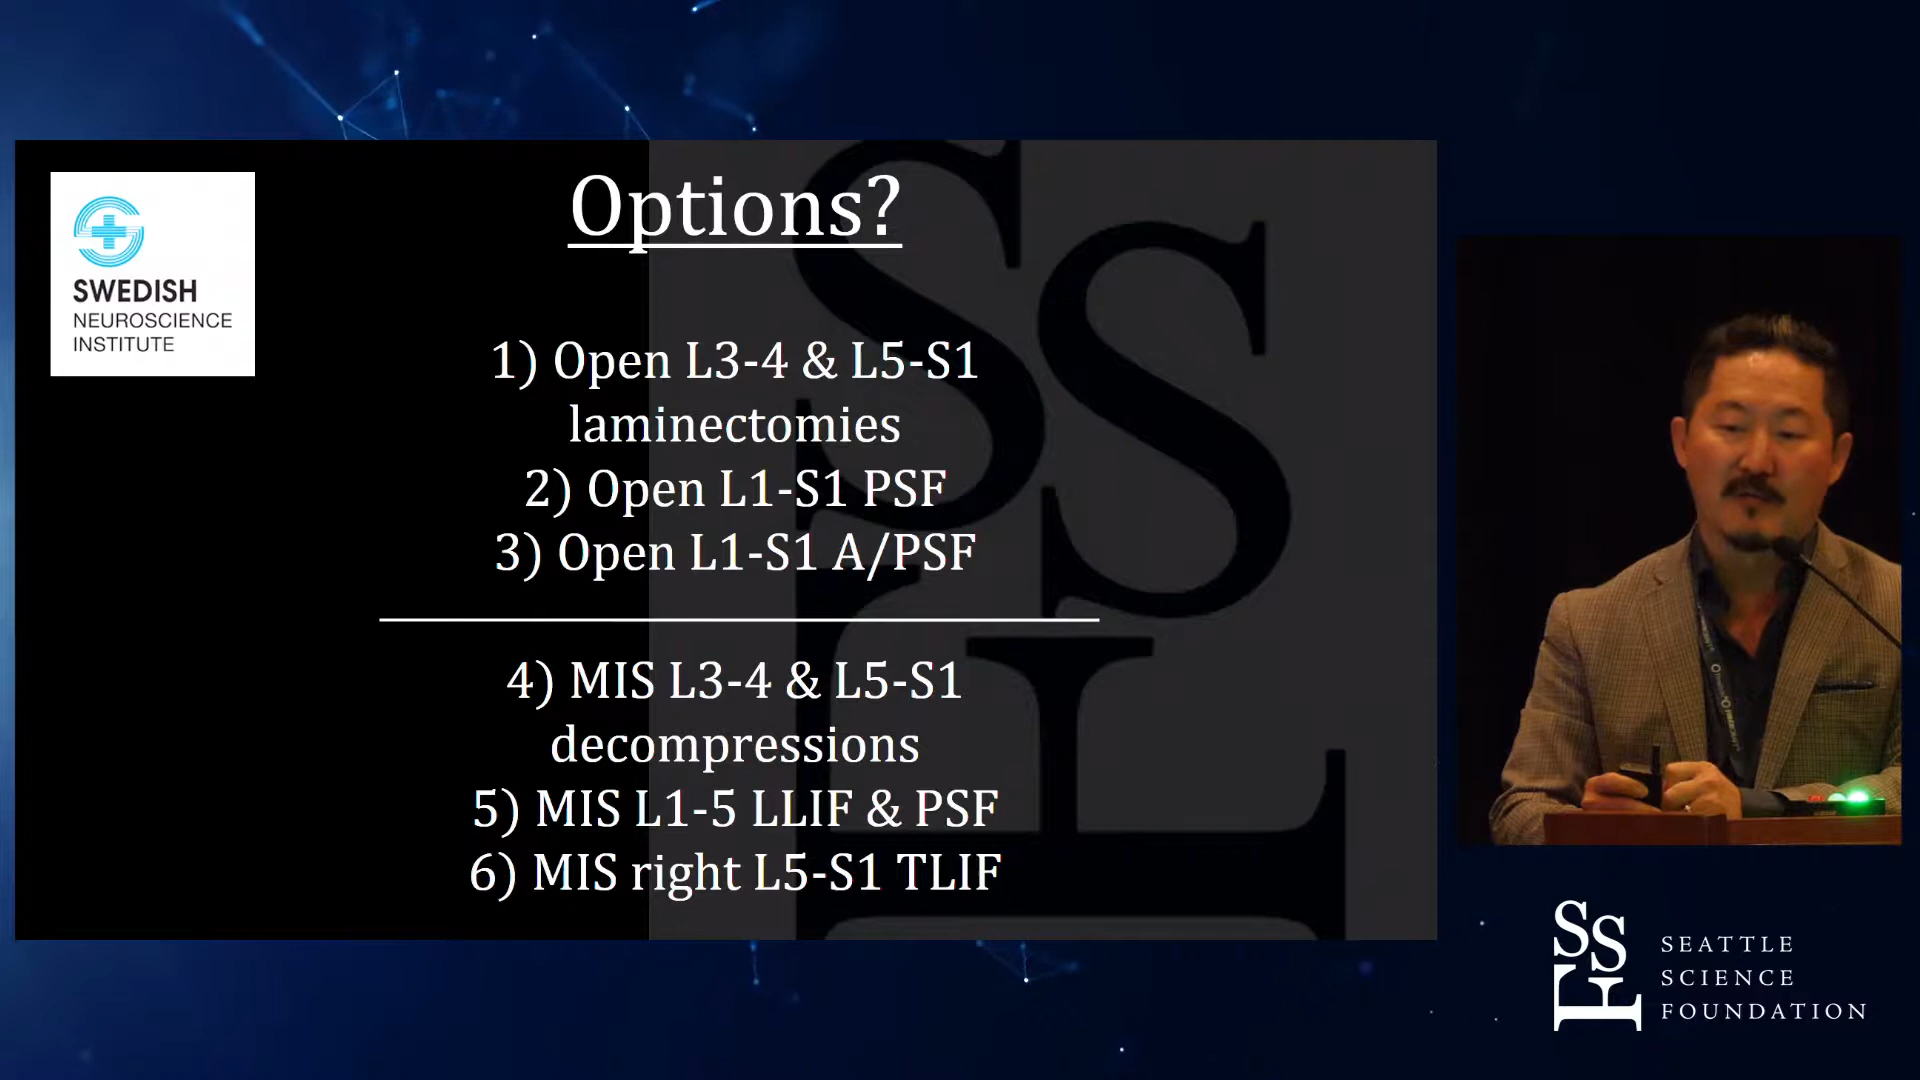 Options?
SWEDISH
NEUROSCIENCE
INSTITUTE
1) Open L3-4 & L5-S1
laminectomies
2) Open L1-S1 PSF
3) Open L1-S1 A/PSF
4) MIS L3-4 & L5-S1
decompressions
5) MIS L1-5 LLIF & PSF
6) MIS right L5-S1 TLIF
SSF
SEATTLE
SCIENCE
FOUNDATION